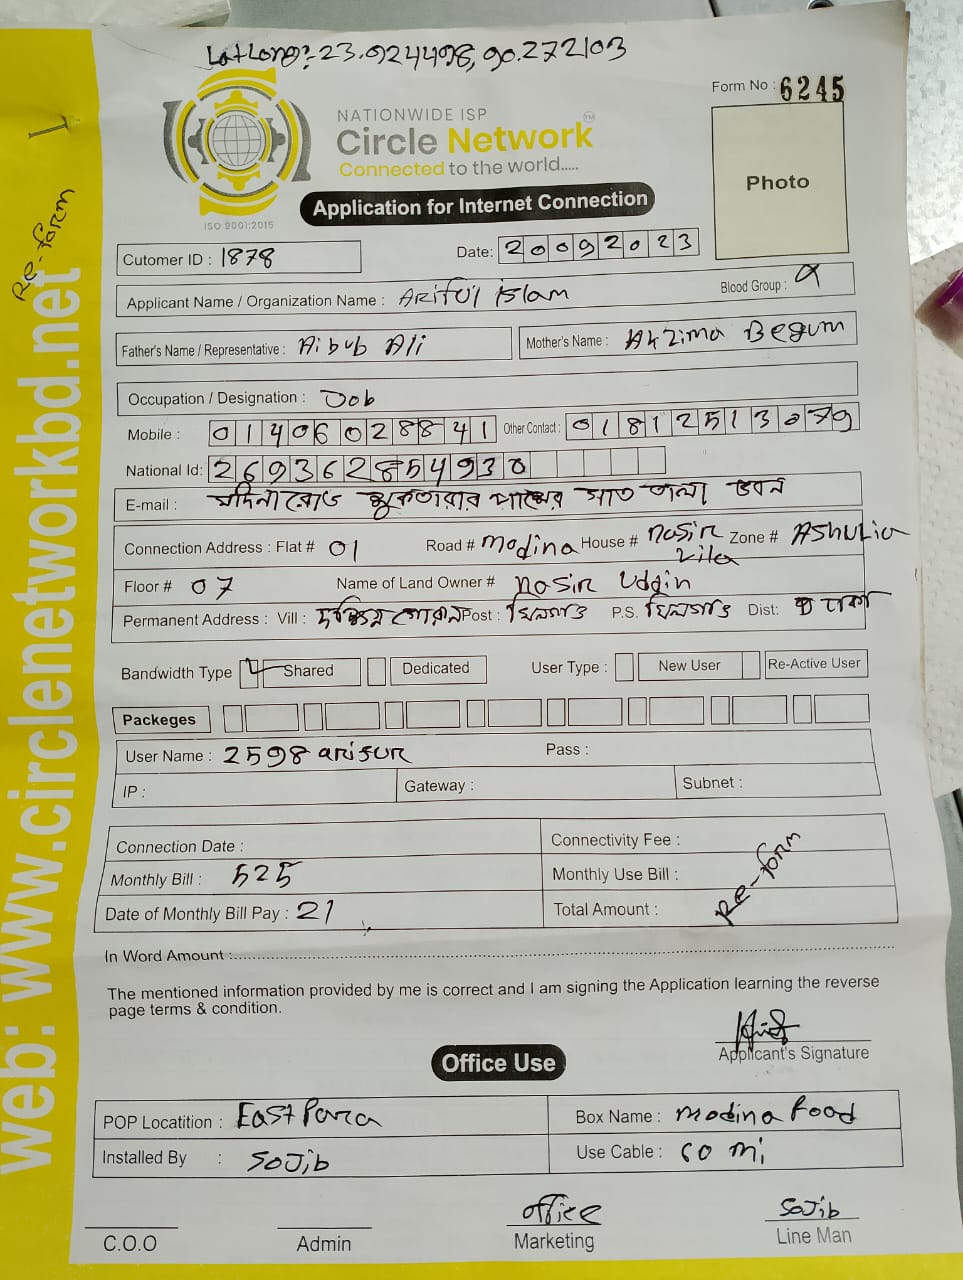 Lat Long:- 23.924498, 90.272103
Form No : 6245
NATIONWIDE ISP
Circle Network TM
Connected to the world.....
ISO 9001:2015
Photo
Application for Internet Connection
Re-form
web: www.circlenetworkbd.net
Cutomer ID : 1878 Date: 20092023
Applicant Name / Organization Name : Ariful islam Blood Group :
Father's Name / Representative : Aibub Ali Mother's Name : Akzima Begum
Occupation / Designation : Job
Mobile : 01406028841 Other Contact : 01812513079
National Id: 269362854930
E-mail : মদিনা রোড মুকতারার পাশের সাত তালা ভবন
Connection Address : Flat # 01 Road # modina House # nasir vila Zone # Ashulia
Floor # 07 Name of Land Owner # nasir Uddin
Permanent Address : Vill : দক্ষিন গোরান Post : খিলগাও P.S. খিলগাও Dist: ঢাকা
Bandwidth Type Shared Dedicated User Type : New User Re-Active User
Packeges
User Name : 2598 arifur Pass :
IP : Gateway : Subnet :
Connection Date : Connectivity Fee :
Monthly Bill : 525 Monthly Use Bill :
Date of Monthly Bill Pay : 21 Total Amount :
Re-form
In Word Amount :
The mentioned information provided by me is correct and I am signing the Application learning the reverse
page terms & condition.
Applicant's Signature
Office Use
POP Locatition : East Para Box Name : modina food
Installed By : SOJib Use Cable : 60 mi
office SOJib
C.O.O Admin Marketing Line Man